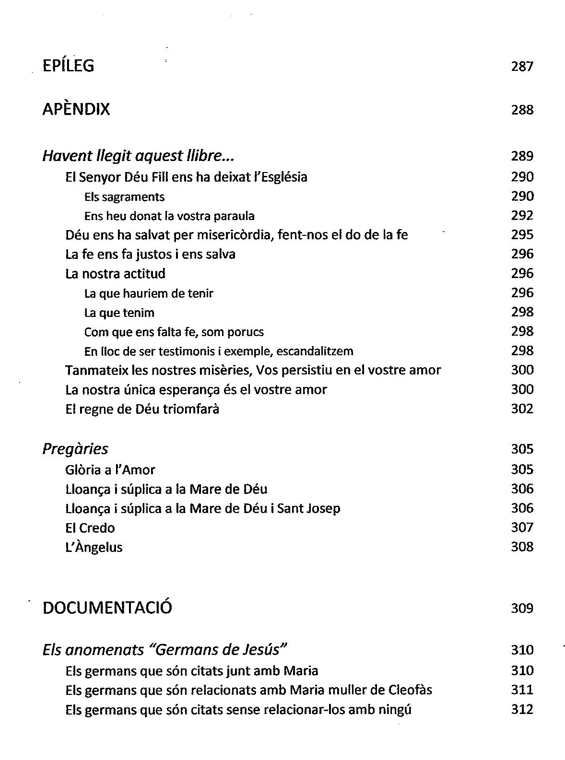 EPÍLEG 287
APÈNDIX 288
Havent llegit aquest llibre... 289
El Senyor Déu Fill ens ha deixat l'Església 290
Els sagraments 290
Ens heu donat la vostra paraula 292
Déu ens ha salvat per misericòrdia, fent-nos el do de la fe 295
La fe ens fa justos i ens salva 296
La nostra actitud 296
La que hauriem de tenir 296
La que tenim 298
Com que ens falta fe, som porucs 298
En lloc de ser testimonis i exemple, escandalitzem 298
Tanmateix les nostres misèries, Vos persistiu en el vostre amor 300
La nostra única esperança és el vostre amor 300
El regne de Déu triomfarà 302
Pregàries 305
Glòria a l'Amor 305
Lloança i súplica a la Mare de Déu 306
Lloança i súplica a la Mare de Déu i Sant Josep 306
El Credo 307
L'Àngelus 308
DOCUMENTACIÓ 309
Els anomenats "Germans de Jesús" 310
Els germans que són citats junt amb Maria 310
Els germans que són relacionats amb Maria muller de Cleofàs 311
Els germans que són citats sense relacionar-los amb ningú 312